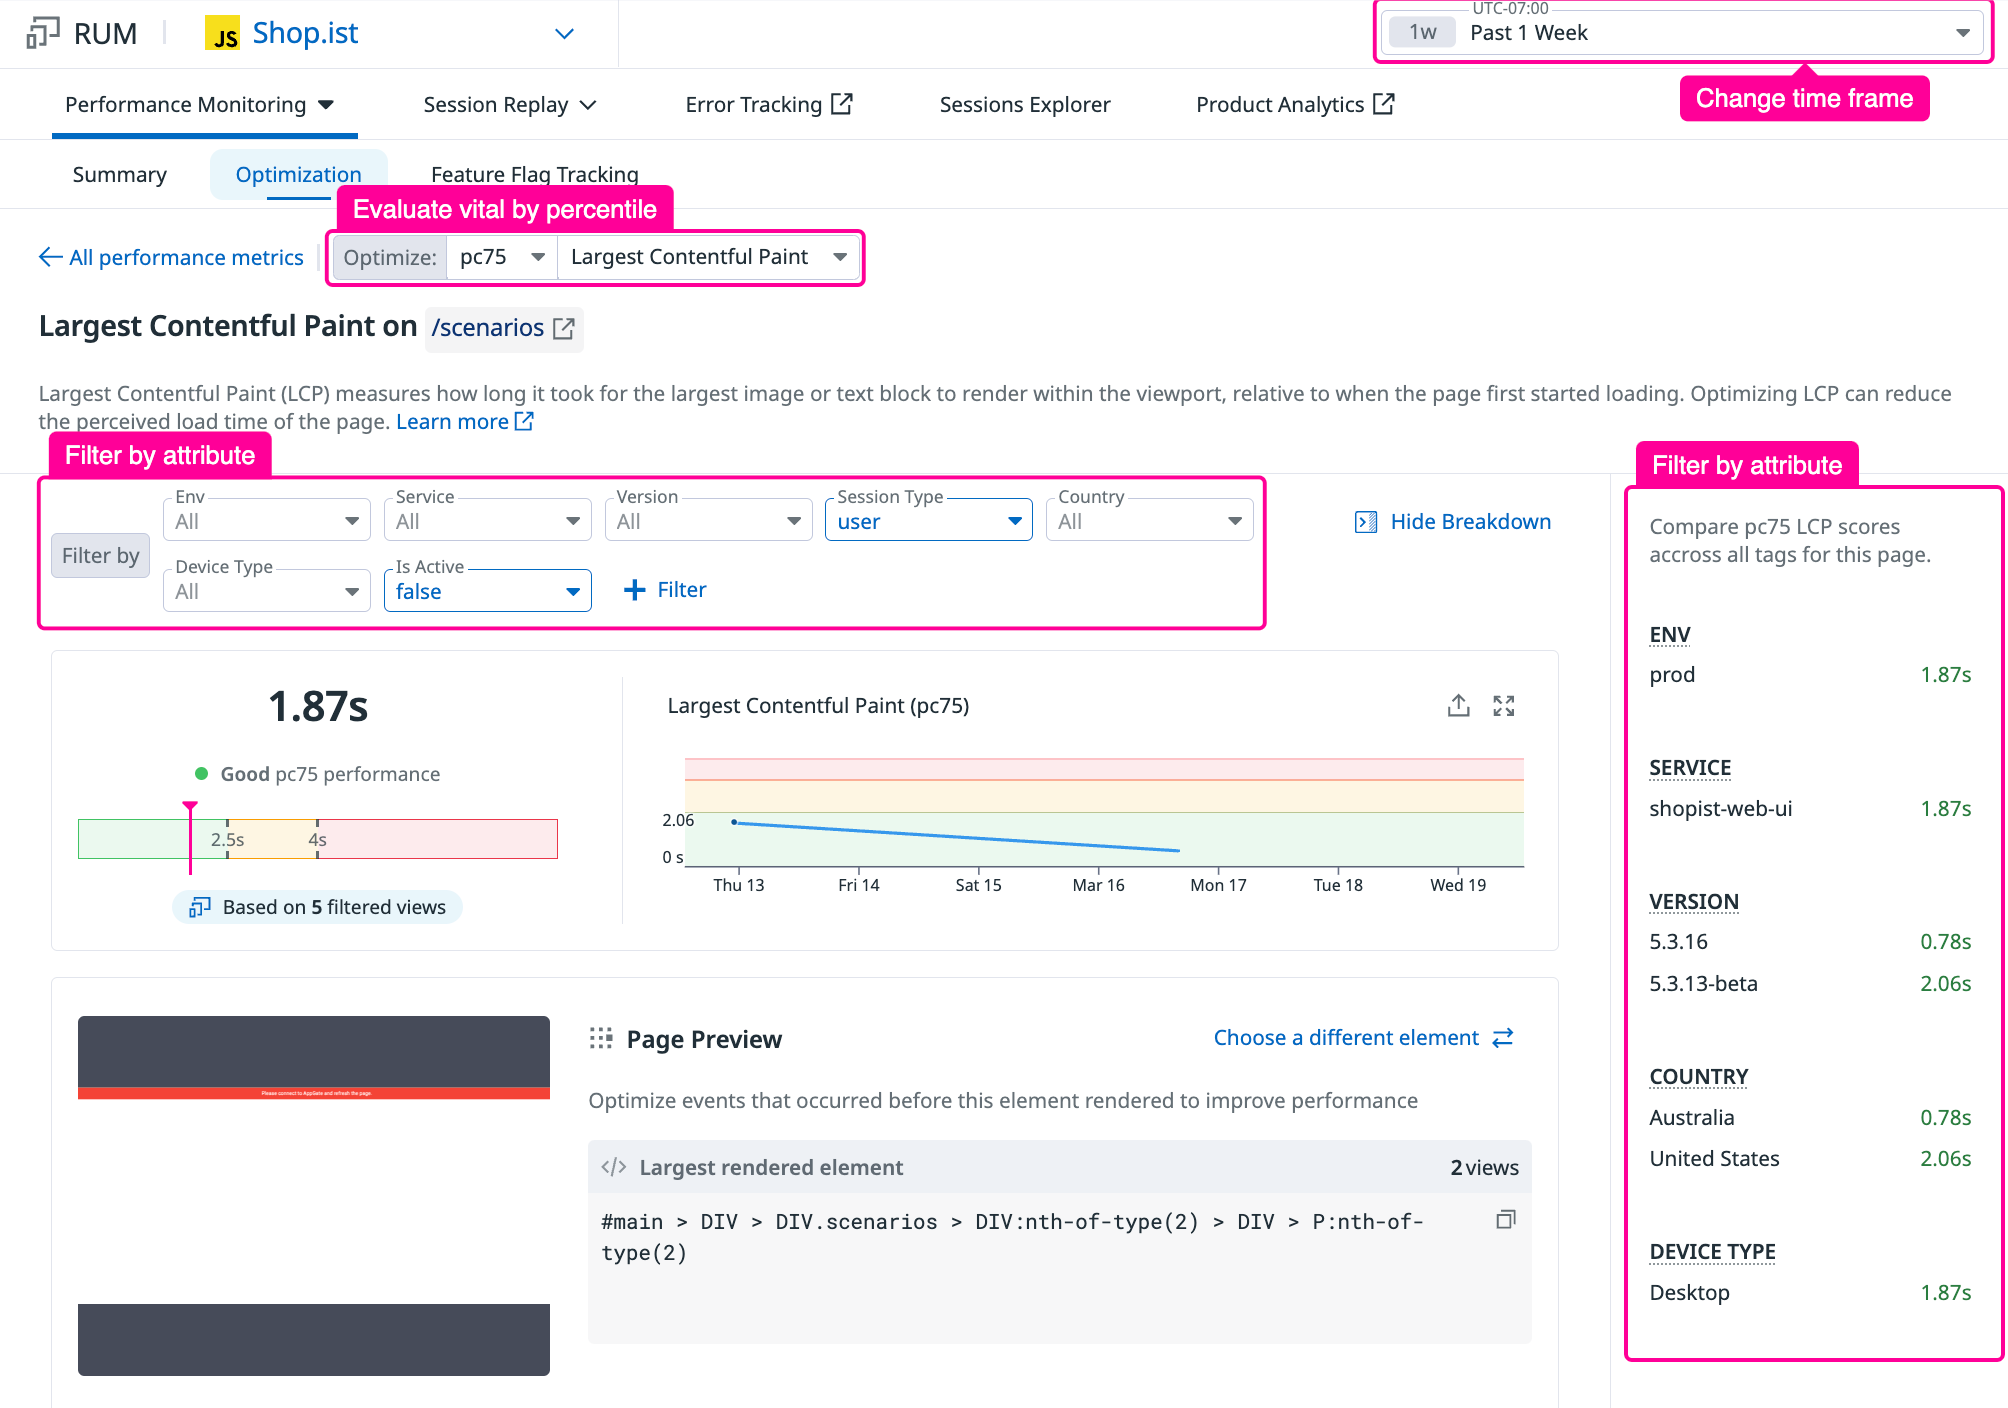 RUM
JS Shop.ist
UTC-07:00
1w Past 1 Week
Change time frame
Performance Monitoring
Session Replay
Error Tracking
Sessions Explorer
Product Analytics
Summary
Optimization
Feature Flag Tracking
Evaluate vital by percentile
All performance metrics
Optimize: pc75 Largest Contentful Paint
Largest Contentful Paint on /scenarios
Largest Contentful Paint (LCP) measures how long it took for the largest image or text block to render within the viewport, relative to when the page first started loading. Optimizing LCP can reduce
the perceived load time of the page. Learn more
Filter by attribute
Filter by
Env
All
Service
All
Version
All
Session Type
user
Country
All
Device Type
All
Is Active
false
Filter
Hide Breakdown
1.87s
Good pc75 performance
2.5s 4s
Based on 5 filtered views
Largest Contentful Paint (pc75)
2.06
0 s
Thu 13 Fri 14 Sat 15 Mar 16 Mon 17 Tue 18 Wed 19
Please connect to AppGate and refresh the page
Page Preview
Choose a different element
Optimize events that occurred before this element rendered to improve performance
</> Largest rendered element
2 views
#main > DIV > DIV.scenarios > DIV:nth-of-type(2) > DIV > P:nth-of-
type(2)
Filter by attribute
Compare pc75 LCP scores
accross all tags for this page.
ENV
prod 1.87s
SERVICE
shopist-web-ui 1.87s
VERSION
5.3.16 0.78s
5.3.13-beta 2.06s
COUNTRY
Australia 0.78s
United States 2.06s
DEVICE TYPE
Desktop 1.87s